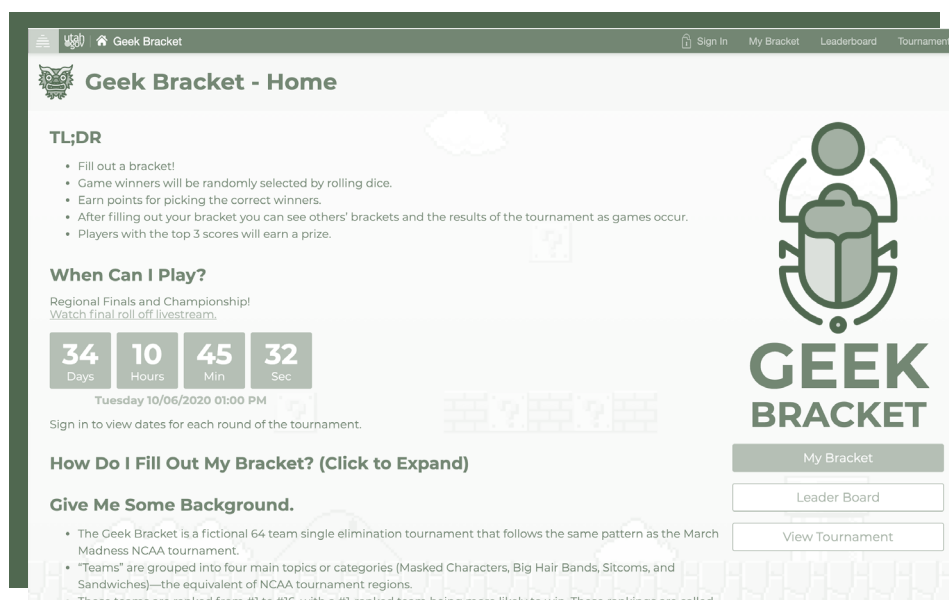 utah
gov
Geek Bracket
Sign In
My Bracket
Leaderboard
Tournament
Geek Bracket - Home
TL;DR
• Fill out a bracket!
• Game winners will be randomly selected by rolling dice.
• Earn points for picking the correct winners.
• After filling out your bracket you can see others’ brackets and the results of the tournament as games occur.
• Players with the top 3 scores will earn a prize.
When Can I Play?
Regional Finals and Championship!
Watch final roll off livestream.
34 10 45 32
Days Hours Min Sec
Tuesday 10/06/2020 01:00 PM
Sign in to view dates for each round of the tournament.
How Do I Fill Out My Bracket? (Click to Expand)
Give Me Some Background.
• The Geek Bracket is a fictional 64 team single elimination tournament that follows the same pattern as the March
Madness NCAA tournament.
• “Teams” are grouped into four main topics or categories (Masked Characters, Big Hair Bands, Sitcoms, and
Sandwiches)—the equivalent of NCAA tournament regions.
GEEK
BRACKET
My Bracket
Leader Board
View Tournament